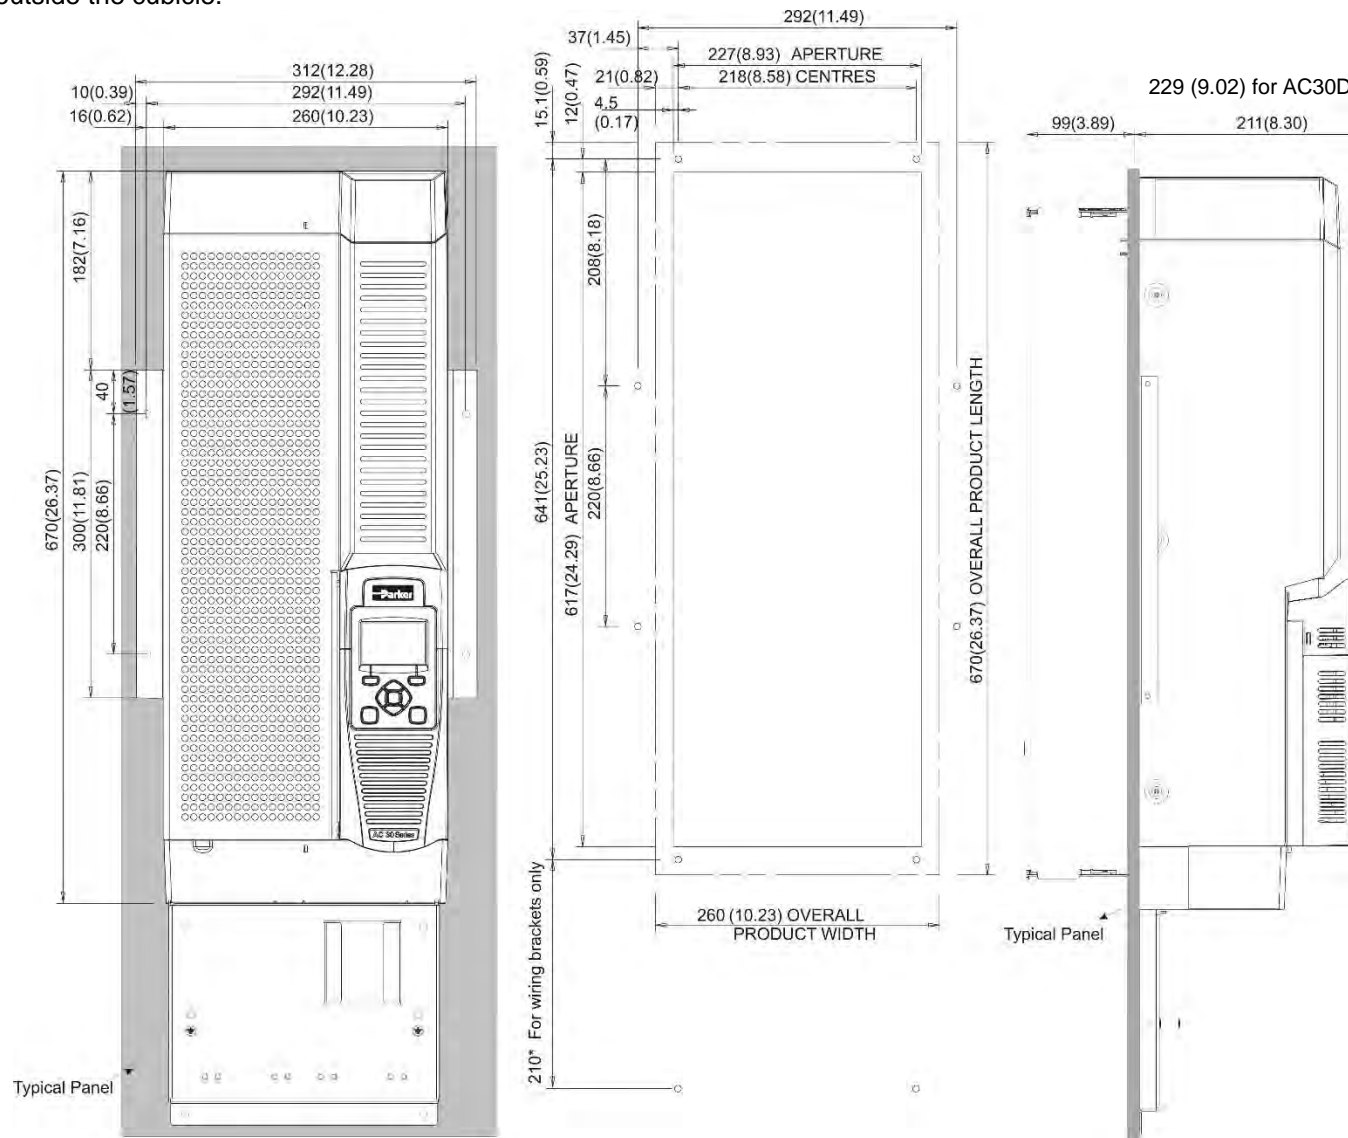 outside the cubicle.
312(12.28)
10(0.39)
292(11.49)
16(0.62)
260(10.23)
182(7.16)
40
(1.57)
670(26.37)
300(11.81)
220(8.66)
Parker
AC 30 Series
Typical Panel
292(11.49)
37(1.45)
227(8.93) APERTURE
21(0.82)
218(8.58) CENTRES
4.5
(0.17)
15.1(0.59)
12(0.47)
208(8.18)
641(25.23)
617(24.29) APERTURE
220(8.66)
670(26.37) OVERALL PRODUCT LENGTH
260 (10.23) OVERALL
PRODUCT WIDTH
210* For wiring brackets only
229 (9.02) for AC30D
99(3.89)
211(8.30)
Typical Panel